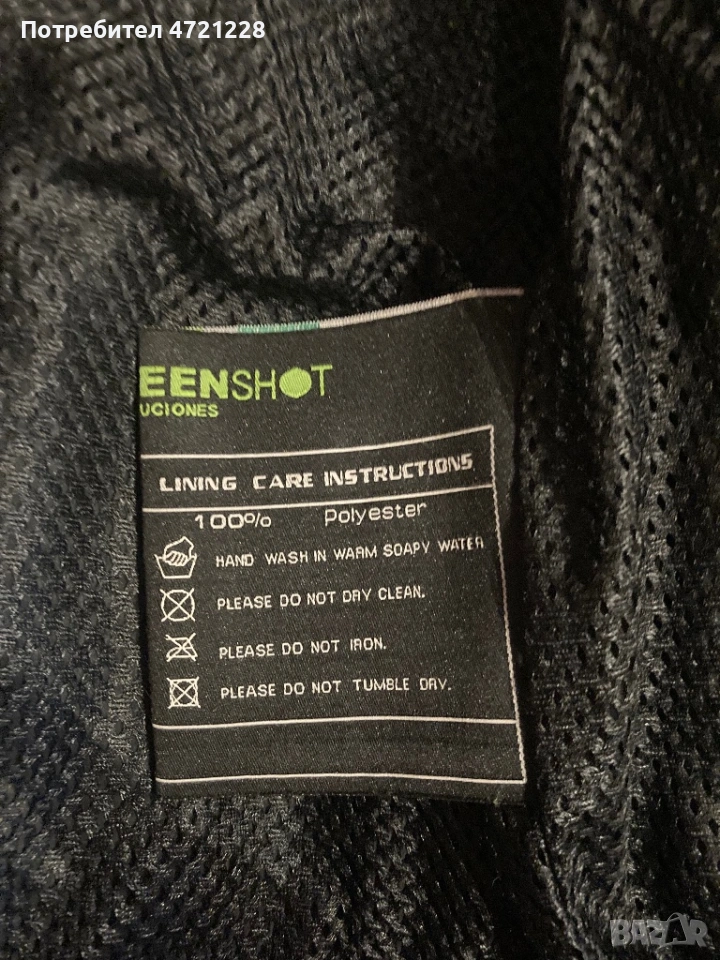 Потребител 4721228
EENSHOT
UCIONES
LINING CARE INSTRUCTIONS
100% Polyester
HAND WASH IN WARM SOAPY WATER
PLEASE DO NOT DRY CLEAN.
PLEASE DO NOT IRON.
PLEASE DO NOT TUMBLE DRY.
BAZAR